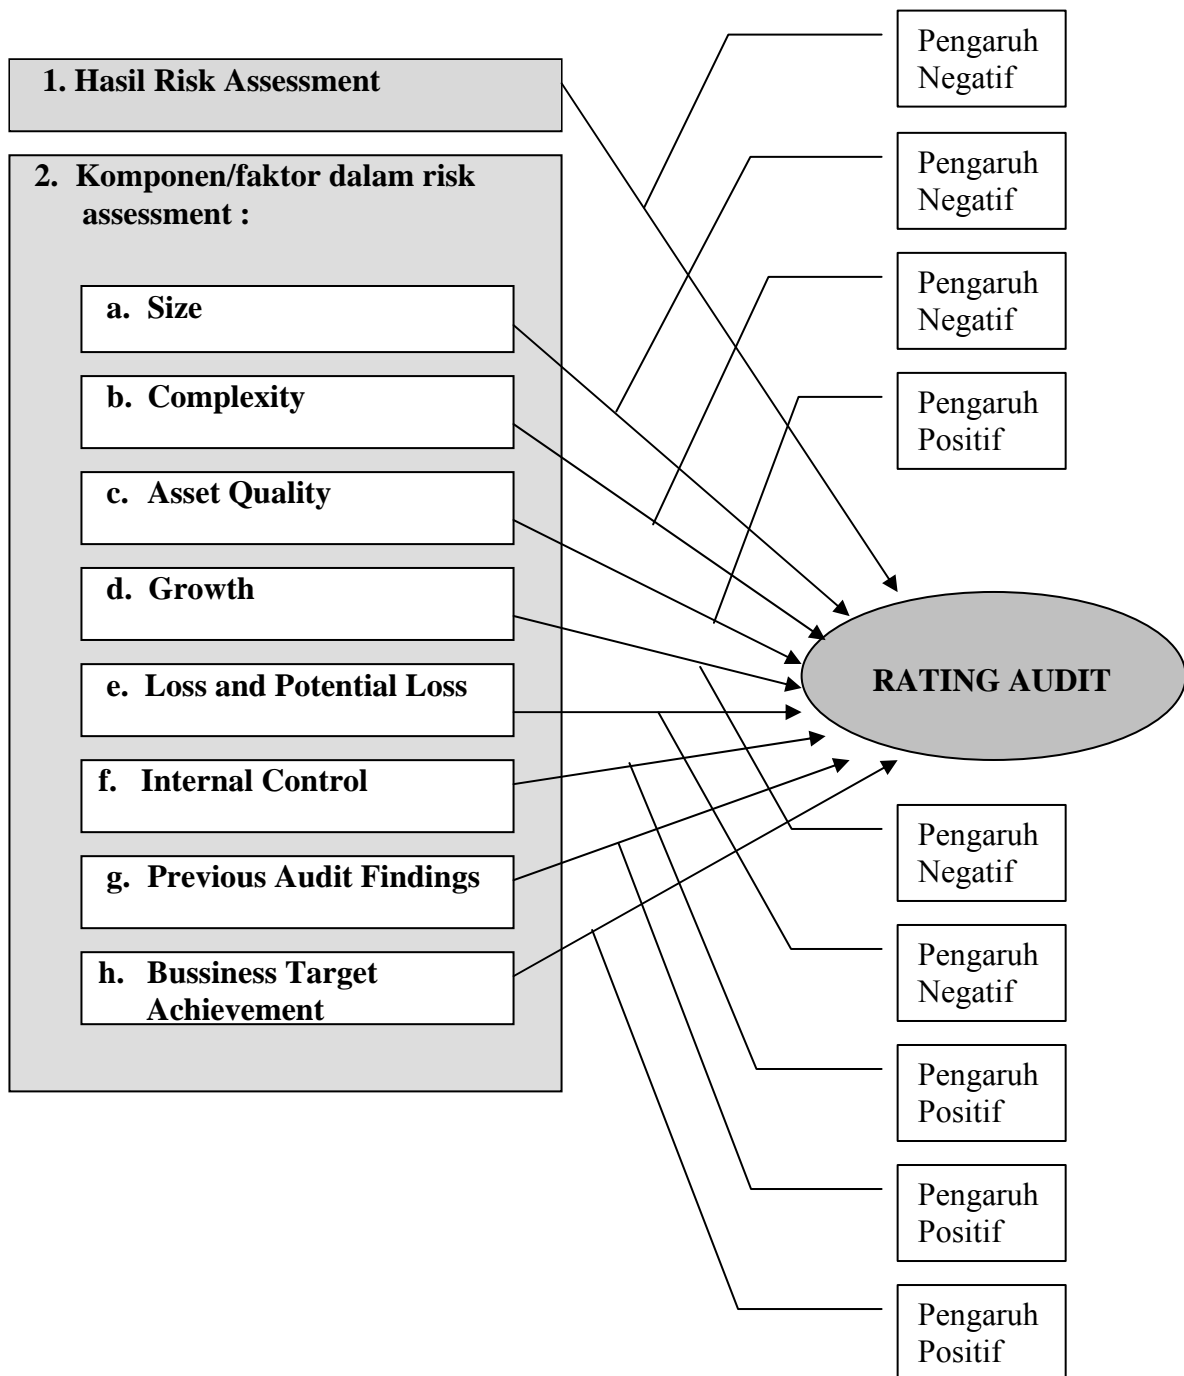 1. Hasil Risk Assessment
2. Komponen/faktor dalam risk
assessment :
a. Size
b. Complexity
c. Asset Quality
d. Growth
e. Loss and Potential Loss
f. Internal Control
g. Previous Audit Findings
h. Bussiness Target
Achievement
Pengaruh
Negatif
Pengaruh
Negatif
Pengaruh
Negatif
Pengaruh
Positif
RATING AUDIT
Pengaruh
Negatif
Pengaruh
Negatif
Pengaruh
Positif
Pengaruh
Positif
Pengaruh
Positif